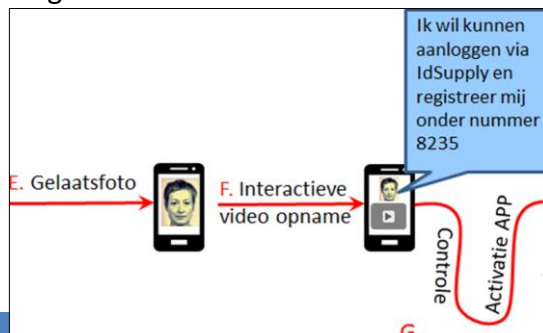 Ik wil kunnen
aanloggen via
IdSupply en
registreer mij
onder nummer
8235
E. Gelaatsfoto
F. Interactieve
video opname
Controle
Activatie APP
G